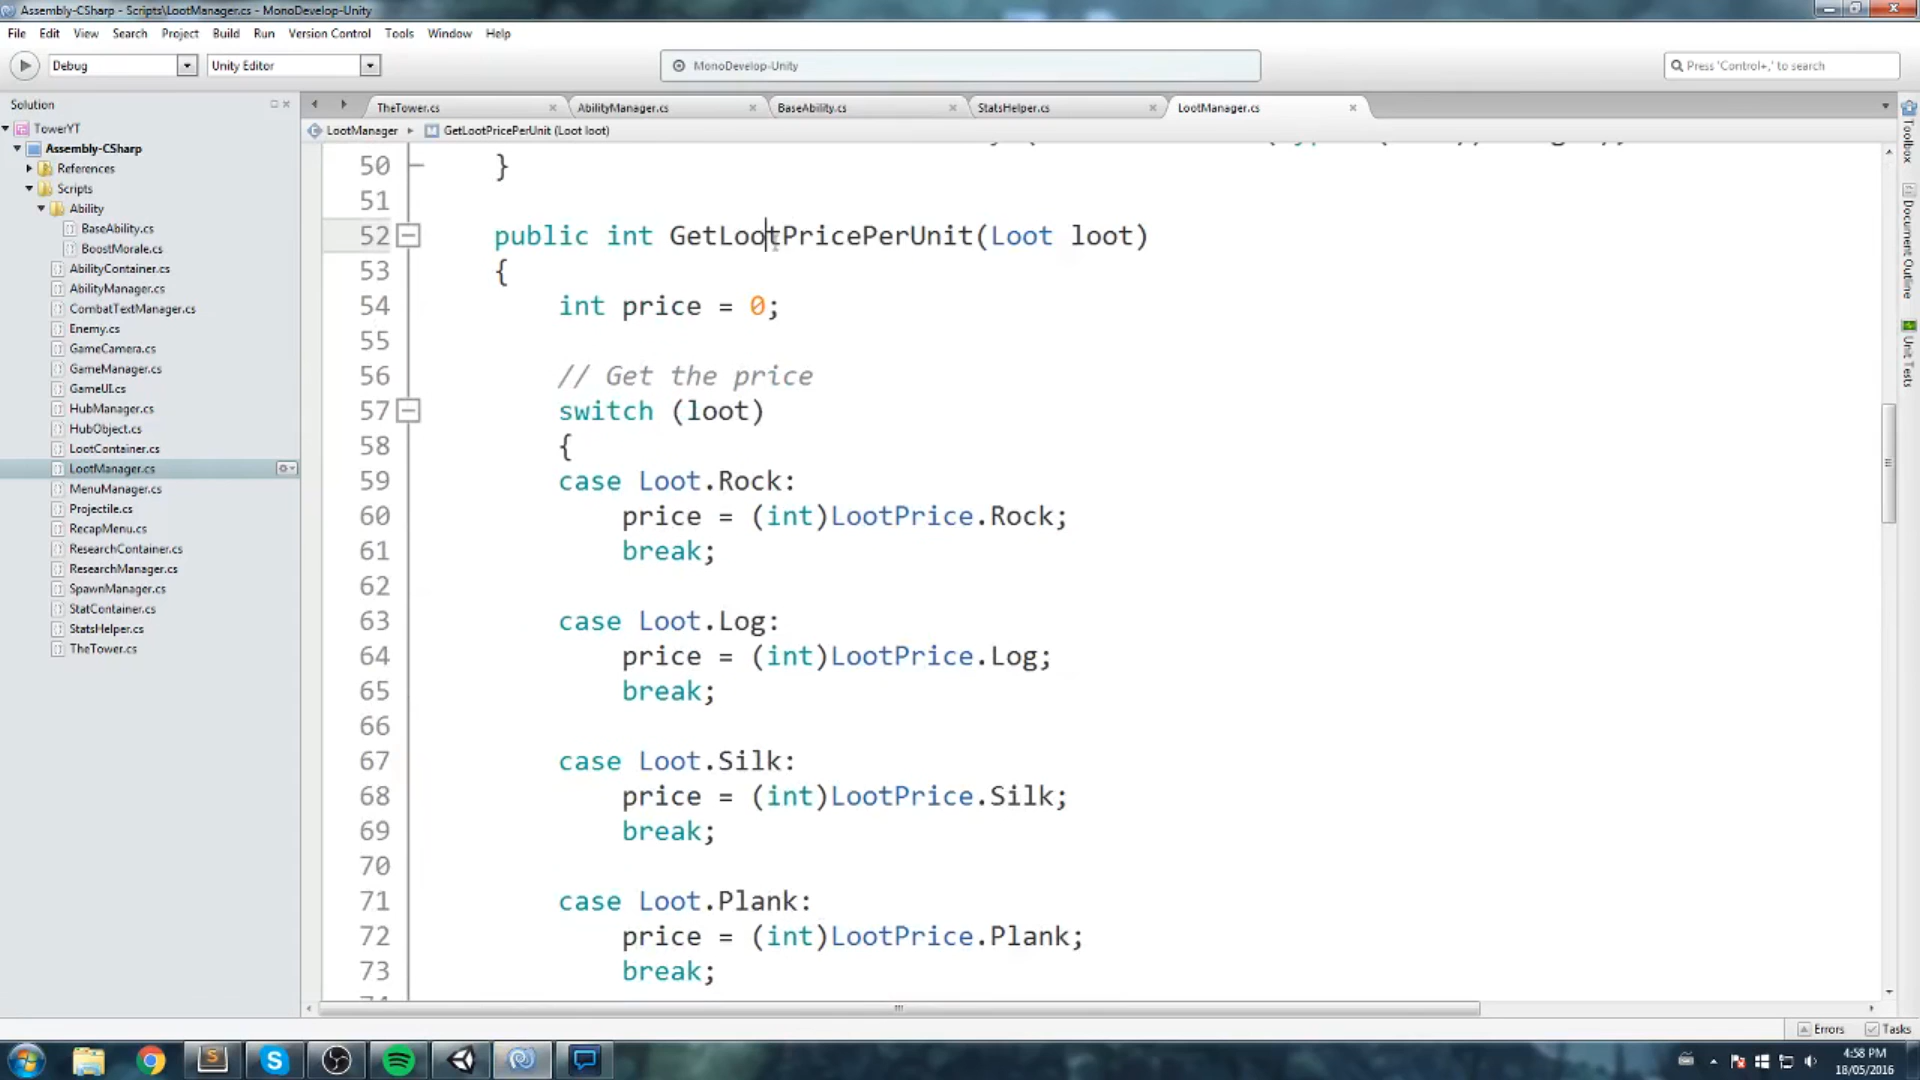 Assembly-CSharp - Scripts\LootManager.cs - MonoDevelop-Unity
File Edit View Search Project Build Run Version Control Tools Window Help
Debug Unity Editor MonoDevelop-Unity Press 'Control+,' to search
Solution
TowerYT
Assembly-CSharp
References
Scripts
Ability
BaseAbility.cs
BoostMorale.cs
AbilityContainer.cs
AbilityManager.cs
CombatTextManager.cs
Enemy.cs
GameCamera.cs
GameManager.cs
GameUI.cs
HubManager.cs
HubObject.cs
LootContainer.cs
LootManager.cs
MenuManager.cs
Projectile.cs
RecapMenu.cs
ResearchContainer.cs
ResearchManager.cs
SpawnManager.cs
StatContainer.cs
StatsHelper.cs
TheTower.cs
TheTower.cs AbilityManager.cs BaseAbility.cs StatsHelper.cs LootManager.cs
LootManager GetLootPricePerUnit (Loot loot)
50 }
51
52 public int GetLootPricePerUnit(Loot loot)
53 {
54 int price = 0;
55
56 // Get the price
57 switch (loot)
58 {
59 case Loot.Rock:
60 price = (int)LootPrice.Rock;
61 break;
62
63 case Loot.Log:
64 price = (int)LootPrice.Log;
65 break;
66
67 case Loot.Silk:
68 price = (int)LootPrice.Silk;
69 break;
70
71 case Loot.Plank:
72 price = (int)LootPrice.Plank;
73 break;
Toolbox
Document Outline
Unit Tests
Errors Tasks
4:58 PM
18/05/2016